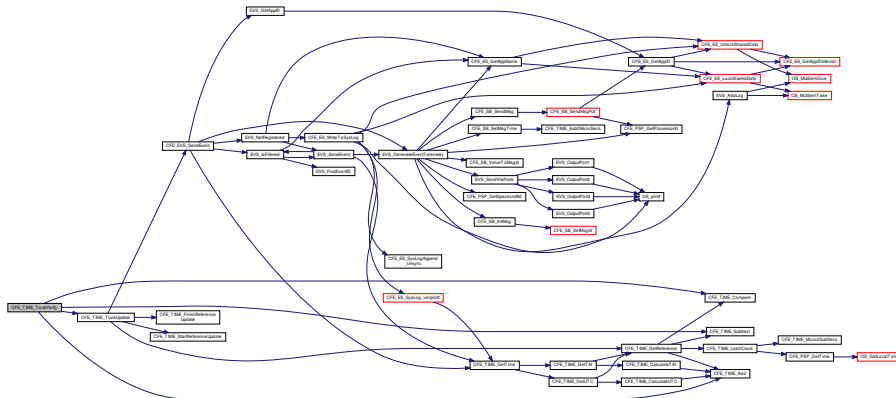 EVS_GetAppID
CFE_ES_UnlockSharedData
CFE_ES_GetAppName
CFE_ES_GetAppID
CFE_ES_GetAppIDInternal
CFE_ES_LockSharedData
OS_MutSemGive
EVS_AddLog
OS_MutSemTake
CFE_SB_SendMsg
CFE_SB_SendMsgFull
CFE_SB_SetMsgTime
CFE_TIME_Sub2MicroSecs
CFE_PSP_GetProcessorId
EVS_NotRegistered
CFE_ES_WriteToSysLog
CFE_EVS_SendEvent
EVS_IsFiltered
EVS_SendEvent
EVS_GenerateEventTelemetry
CFE_SB_ValueToMsgId
EVS_OutputPort1
EVS_FindEventID
EVS_SendViaPorts
EVS_OutputPort2
CFE_PSP_GetSpacecraftId
EVS_OutputPort3
OS_printf
EVS_OutputPort4
CFE_SB_InitMsg
CFE_SB_SetMsgId
CFE_ES_SysLogAppend
_Unsync
CFE_ES_SysLog_vsnprintf
CFE_TIME_Compare
CFE_TIME_ToneVerify
CFE_TIME_ToneUpdate
CFE_TIME_FinishReference
Update
CFE_TIME_StartReferenceUpdate
CFE_TIME_Subtract
CFE_TIME_Micro2SubSecs
CFE_TIME_GetReference
CFE_TIME_LatchClock
CFE_PSP_GetTime
OS_GetLocalTime
CFE_TIME_GetTime
CFE_TIME_GetTAI
CFE_TIME_CalculateTAI
CFE_TIME_Add
CFE_TIME_GetUTC
CFE_TIME_CalculateUTC